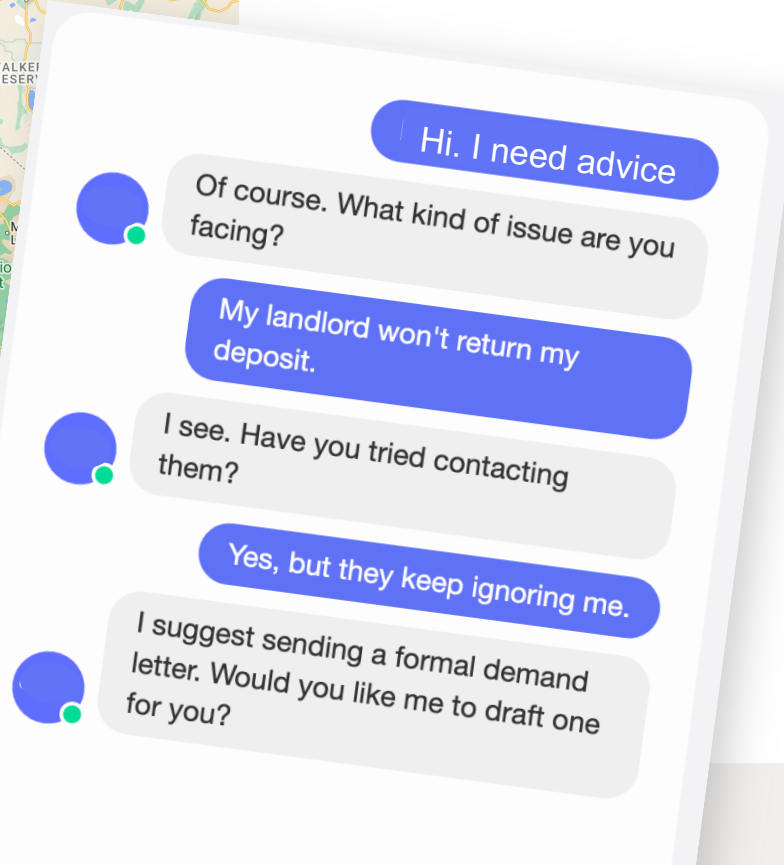 Hi. I need advice
Of course. What kind of issue are you
facing?
My landlord won't return my
deposit.
I see. Have you tried contacting
them?
Yes, but they keep ignoring me.
I suggest sending a formal demand
letter. Would you like me to draft one
for you?